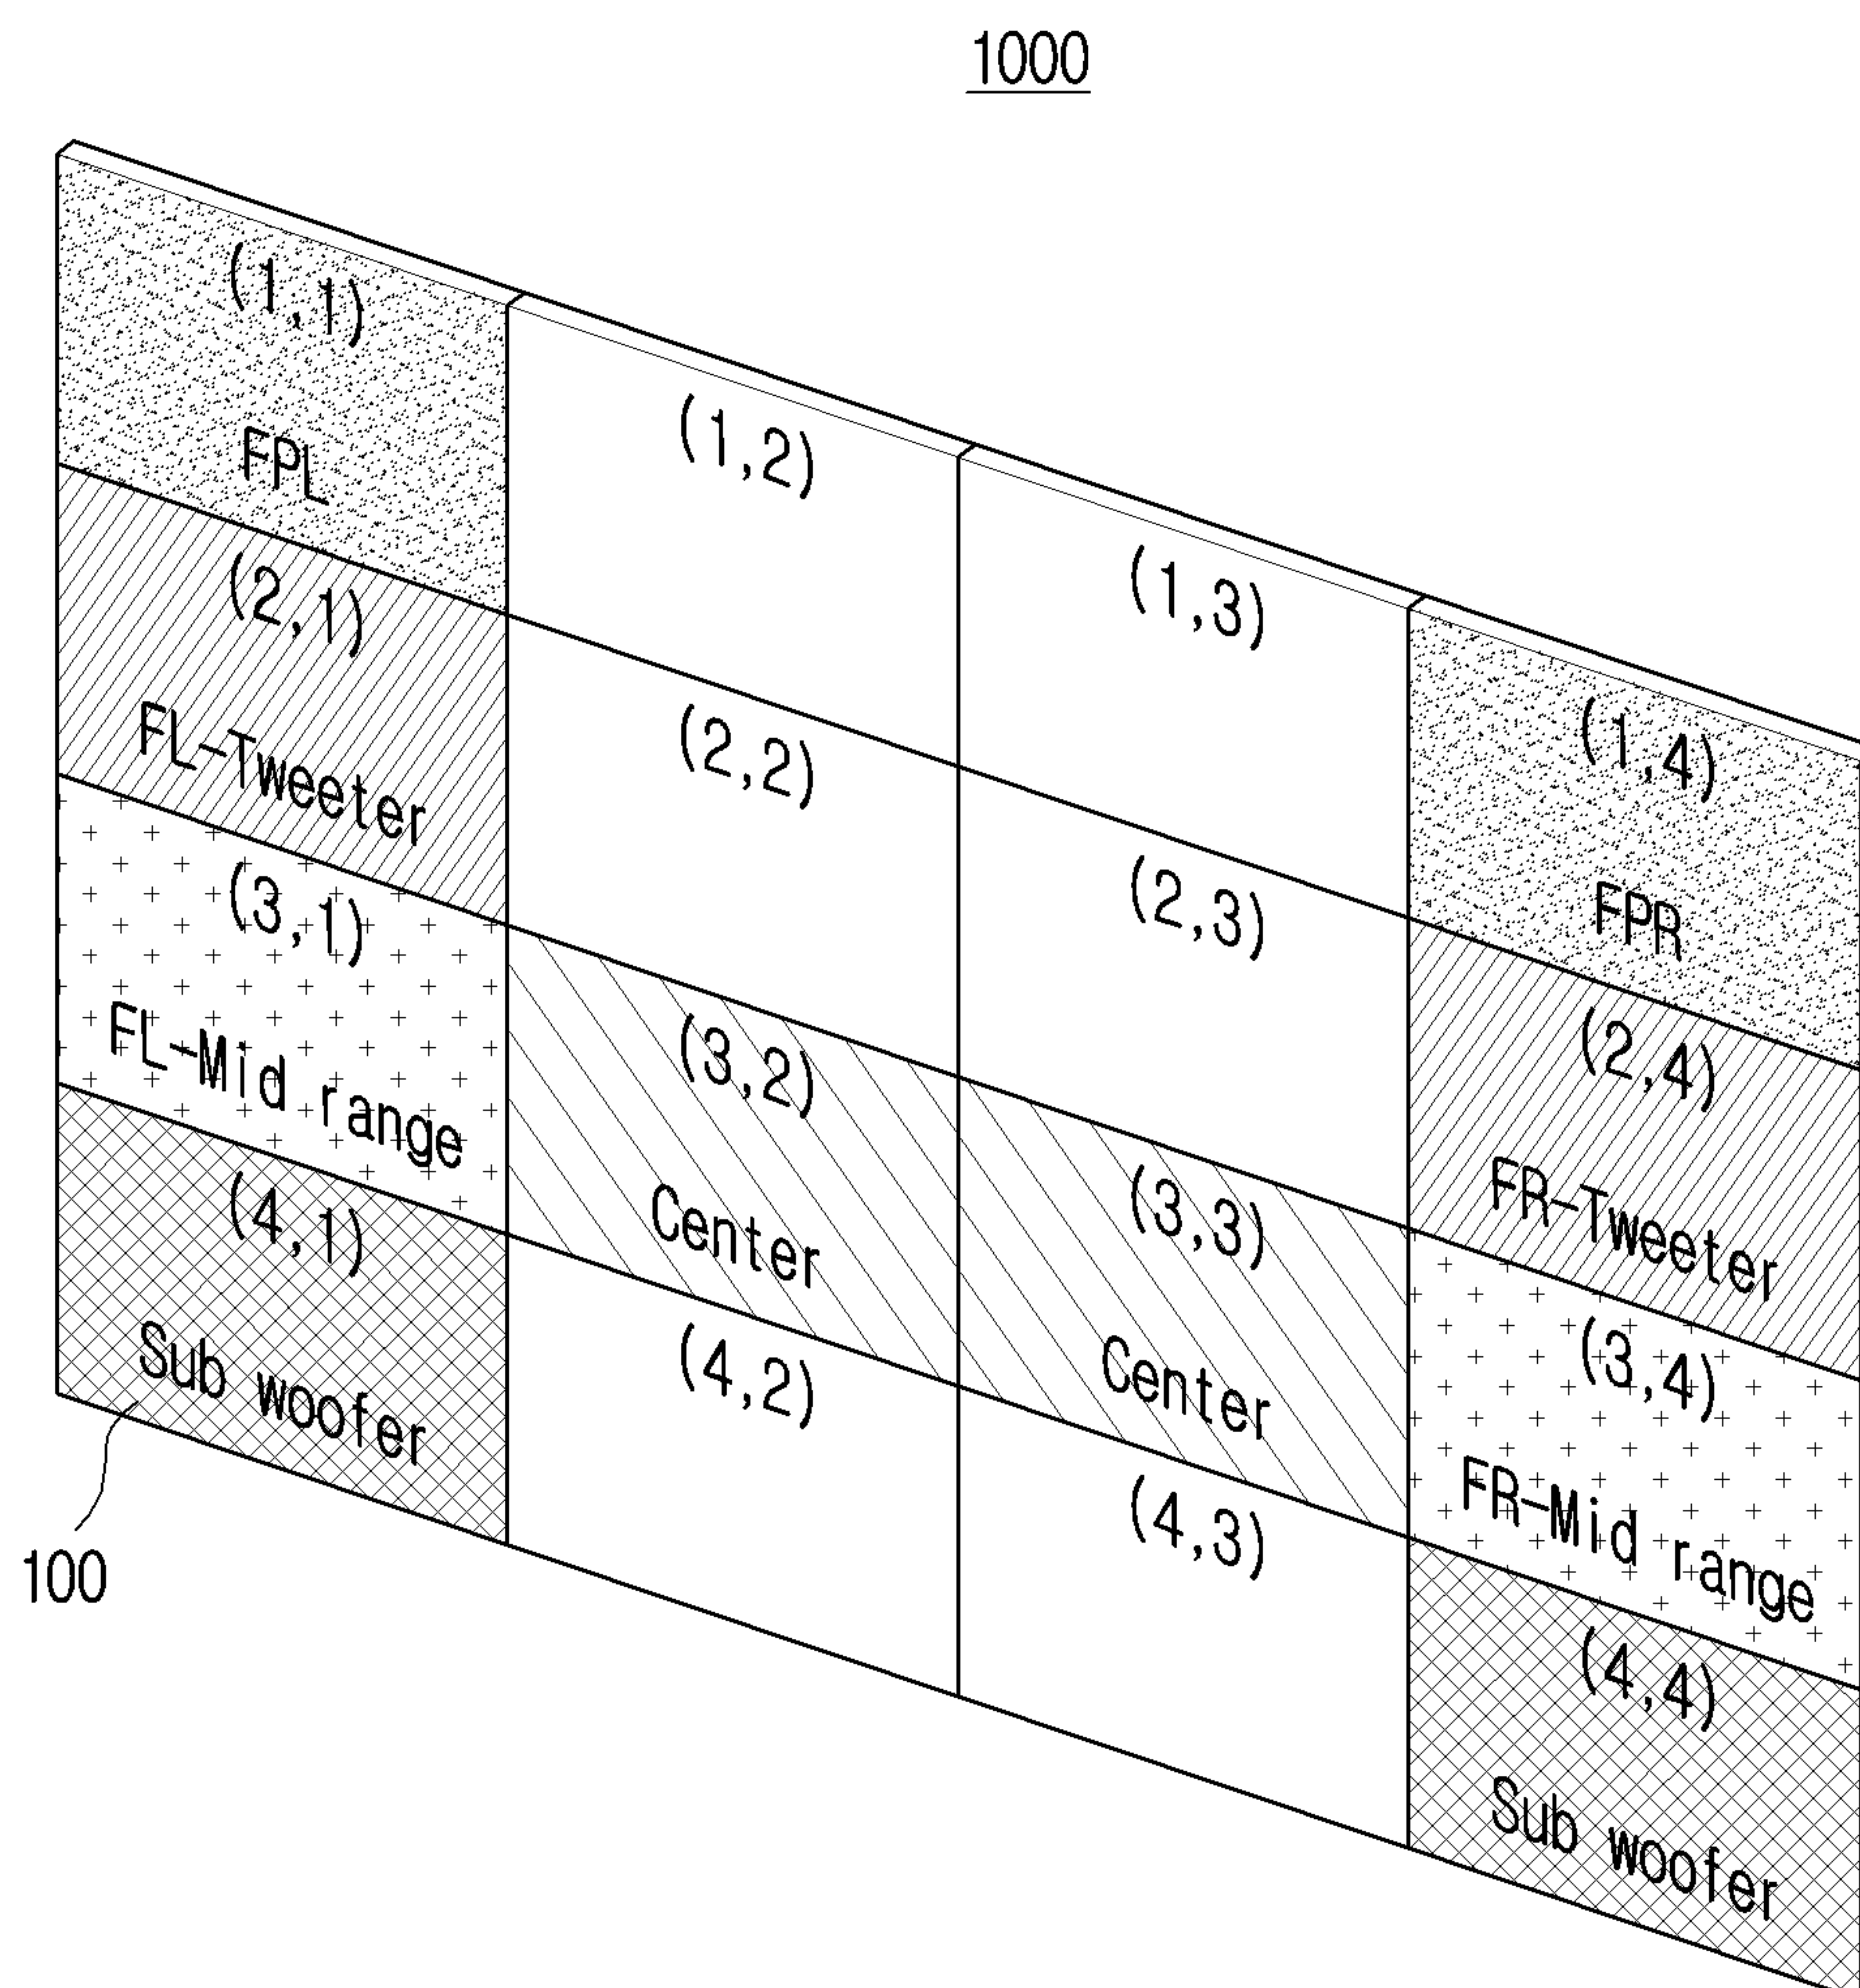 1000
(1,1)
FPL
(1,2)
(1,3)
(1,4)
FPR
(2,1)
FL-Tweeter
(2,2)
(2,3)
(2,4)
FR-Tweeter
(3,1)
FL-Mid range
(3,2)
Center
(3,3)
Center
(3,4)
FR-Mid range
(4,1)
Sub woofer
(4,2)
(4,3)
(4,4)
Sub woofer
100